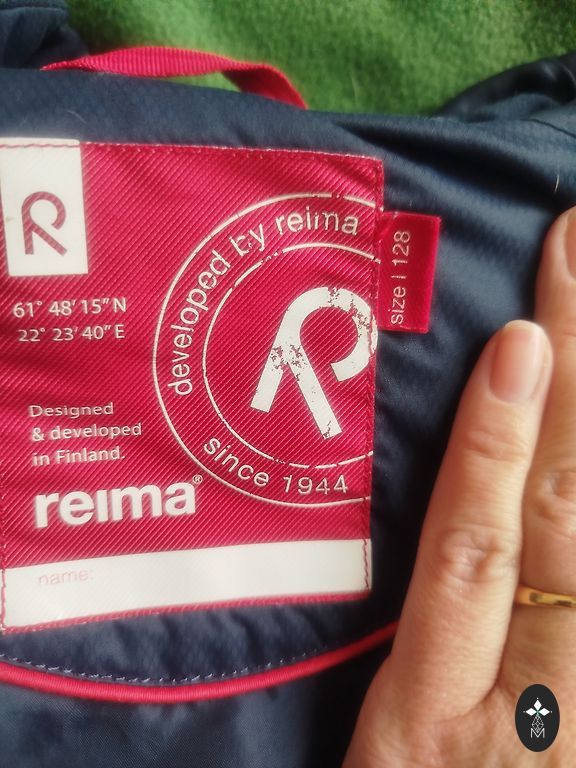 developed by reima
size | 128
61° 48' 15" N
22° 23' 40" E
Designed
& developed
in Finland.
since 1944
reima®
name: